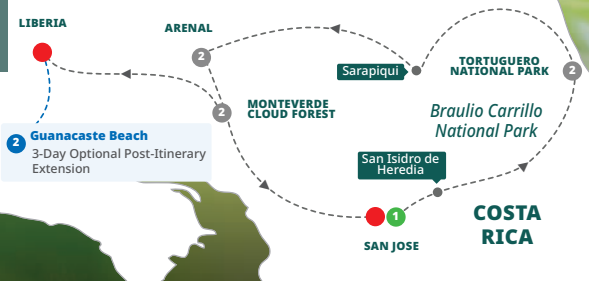 LIBERIA
ARENAL
2
Sarapiqui
TORTUGUERO
NATIONAL PARK
2
2
MONTEVERDE
CLOUD FOREST
Braulio Carrillo
National Park
2
Guanacaste Beach
3-Day Optional Post-Itinerary
Extension
San Isidro de
Heredia
1
SAN JOSE
COSTA
RICA